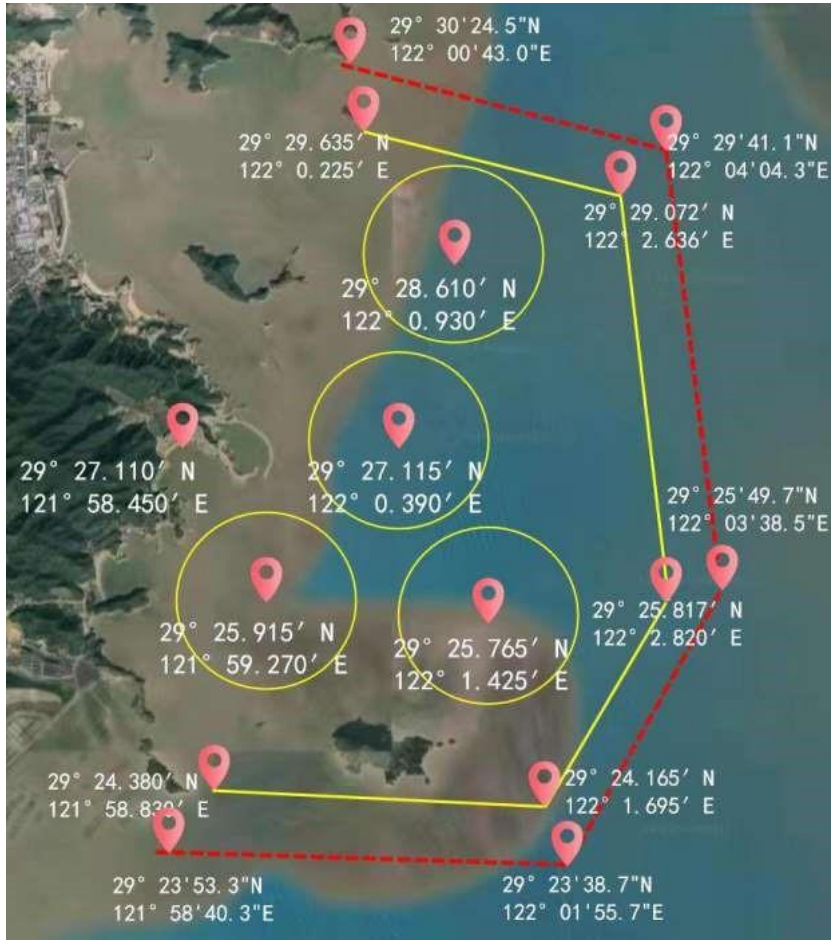 29° 30'24.5"N
122° 00'43.0"E
29° 29.635′ N
122° 0.225′ E
29° 29'41.1"N
122° 04'04.3"E
29° 29.072′ N
122° 2.636′ E
29° 28.610′ N
122° 0.930′ E
29° 27.110′ N
121° 58.450′ E
29° 27.115′ N
122° 0.390′ E
29° 25'49.7"N
122° 03'38.5"E
29° 25.915′ N
121° 59.270′ E
29° 25.765′ N
122° 1.425′ E
29° 25.817′ N
122° 2.820′ E
29° 24.380′ N
121° 58.830′ E
29° 24.165′ N
122° 1.695′ E
29° 23'53.3"N
121° 58'40.3"E
29° 23'38.7"N
122° 01'55.7"E